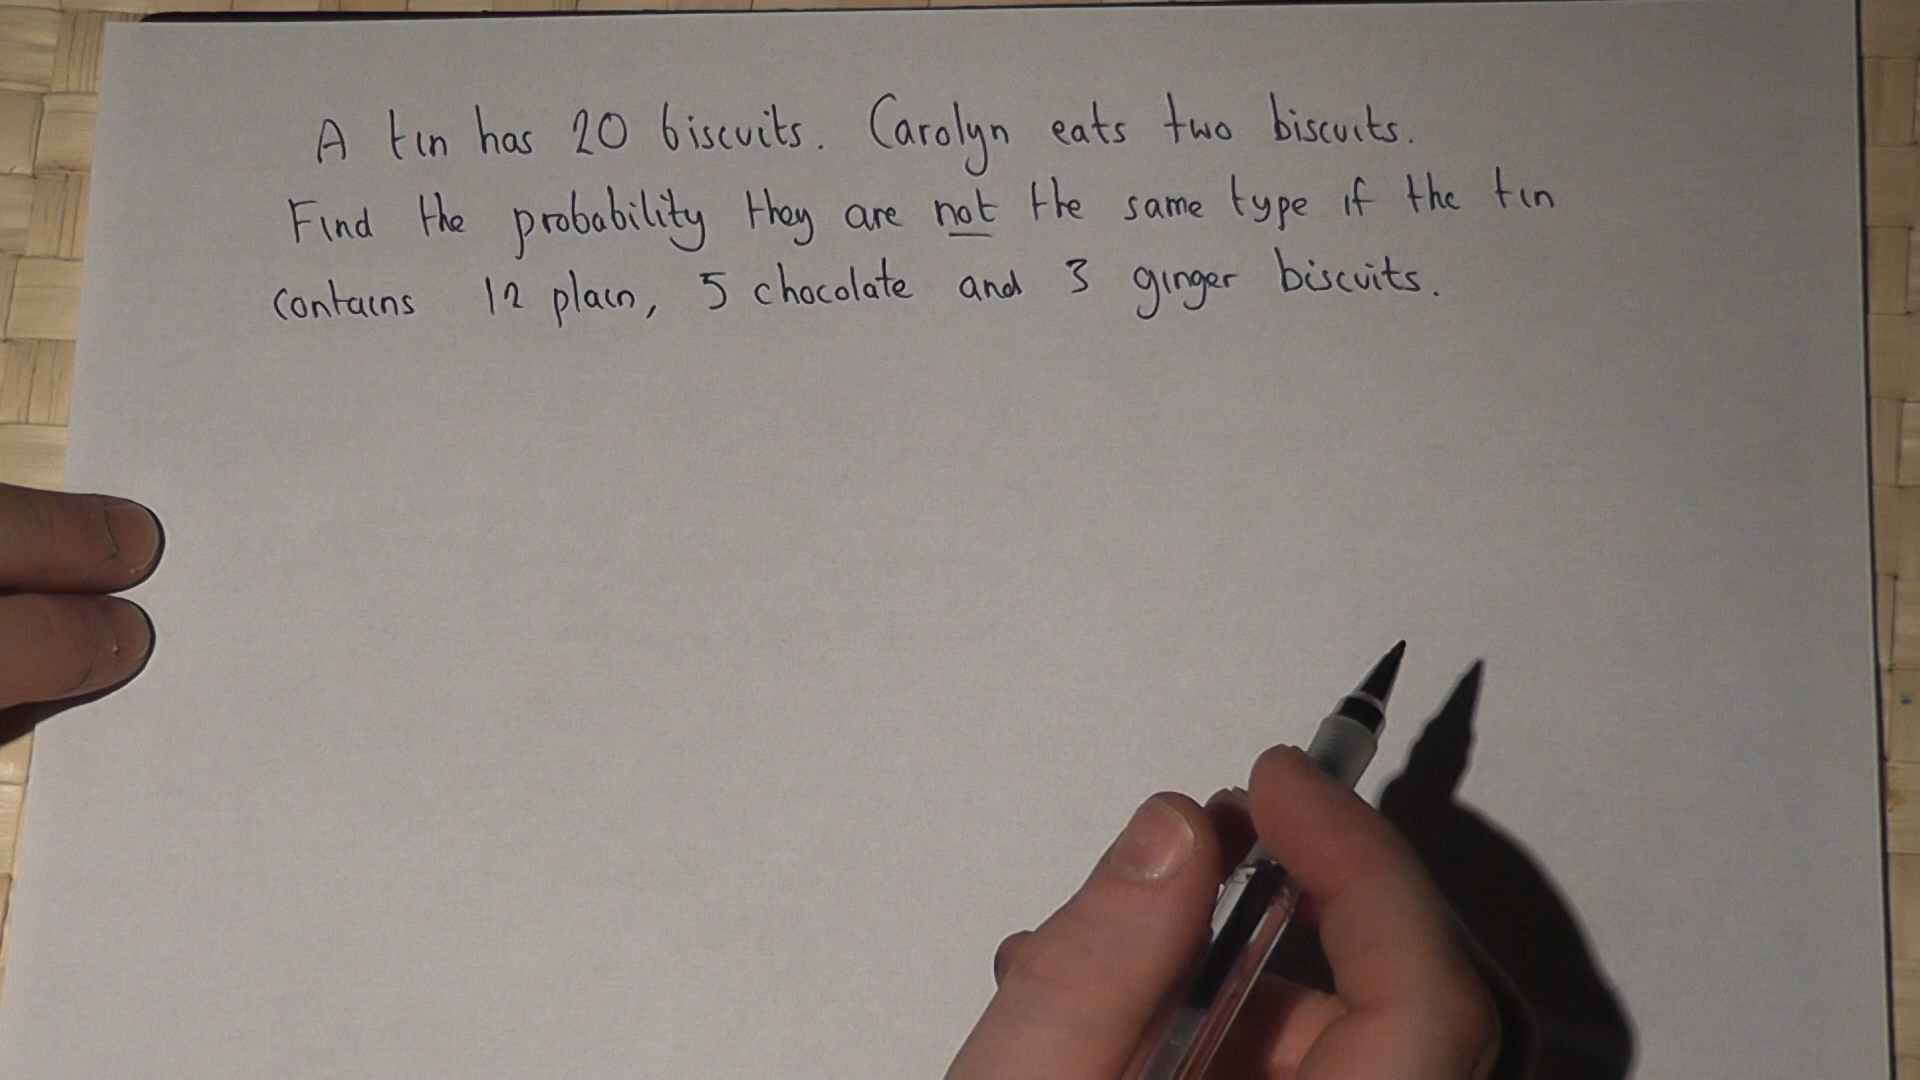 A tin has 20 biscuits. Carolyn eats two biscuits.
Find the probability they are not the same type if the tin
contains 12 plain, 5 chocolate and 3 ginger biscuits.